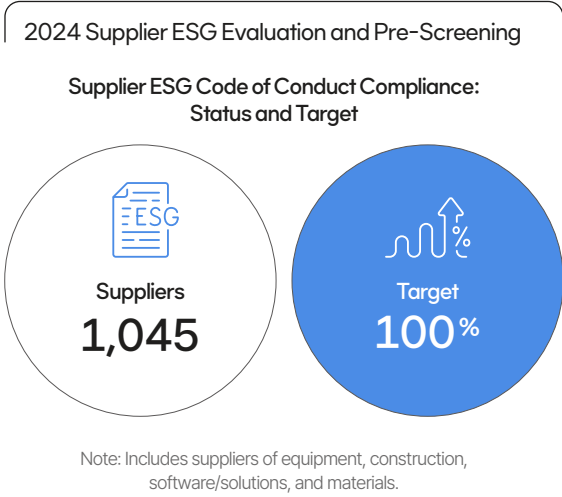 2024 Supplier ESG Evaluation and Pre-Screening
Supplier ESG Code of Conduct Compliance:
Status and Target
ESG
%
Suppliers
1,045
Target
100%
Note: Includes suppliers of equipment, construction,
software/solutions, and materials.